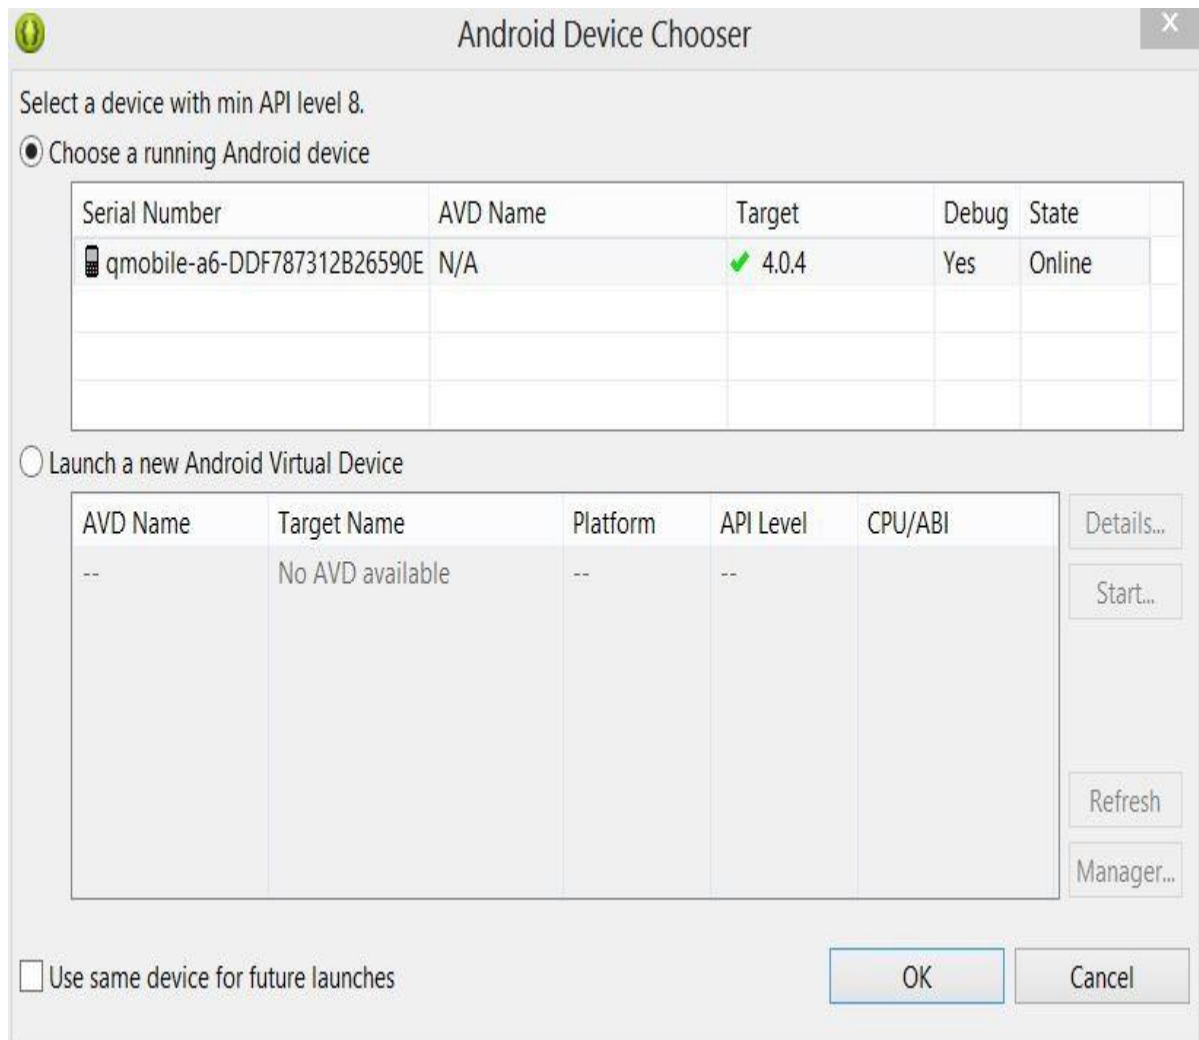 Android Device Chooser
X
Select a device with min API level 8.
Choose a running Android device
Serial Number AVD Name Target Debug State
qmobile-a6-DDF787312B26590E N/A 4.0.4 Yes Online
Launch a new Android Virtual Device
AVD Name Target Name Platform API Level CPU/ABI
-- No AVD available -- --
Details...
Start...
Refresh
Manager...
Use same device for future launches
OK Cancel